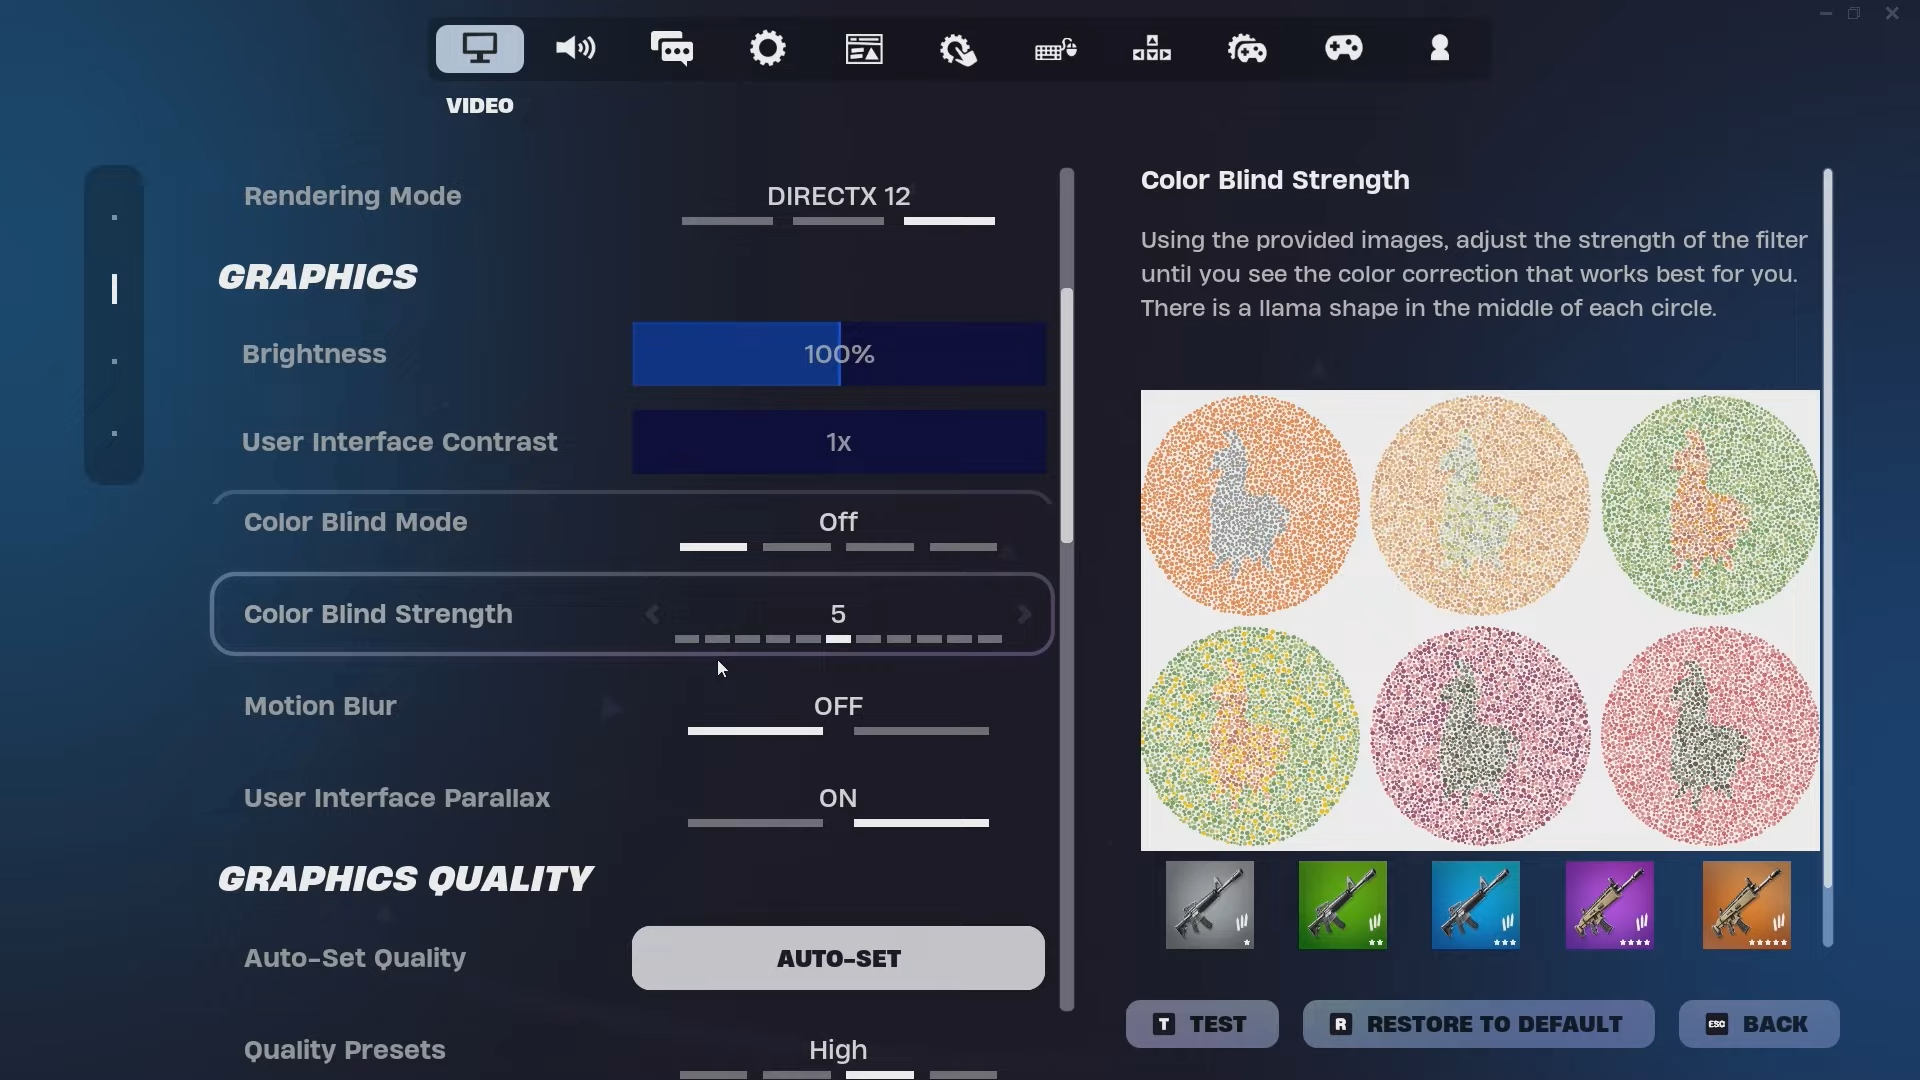 VIDEO
Rendering Mode
DIRECTX 12
GRAPHICS
Brightness
100%
User Interface Contrast
1x
Color Blind Mode
Off
Color Blind Strength
5
Motion Blur
OFF
User Interface Parallax
ON
GRAPHICS QUALITY
Auto-Set Quality
AUTO-SET
Quality Presets
High
Color Blind Strength
Using the provided images, adjust the strength of the filter
until you see the color correction that works best for you.
There is a llama shape in the middle of each circle.
T TEST
R RESTORE TO DEFAULT
ESC BACK